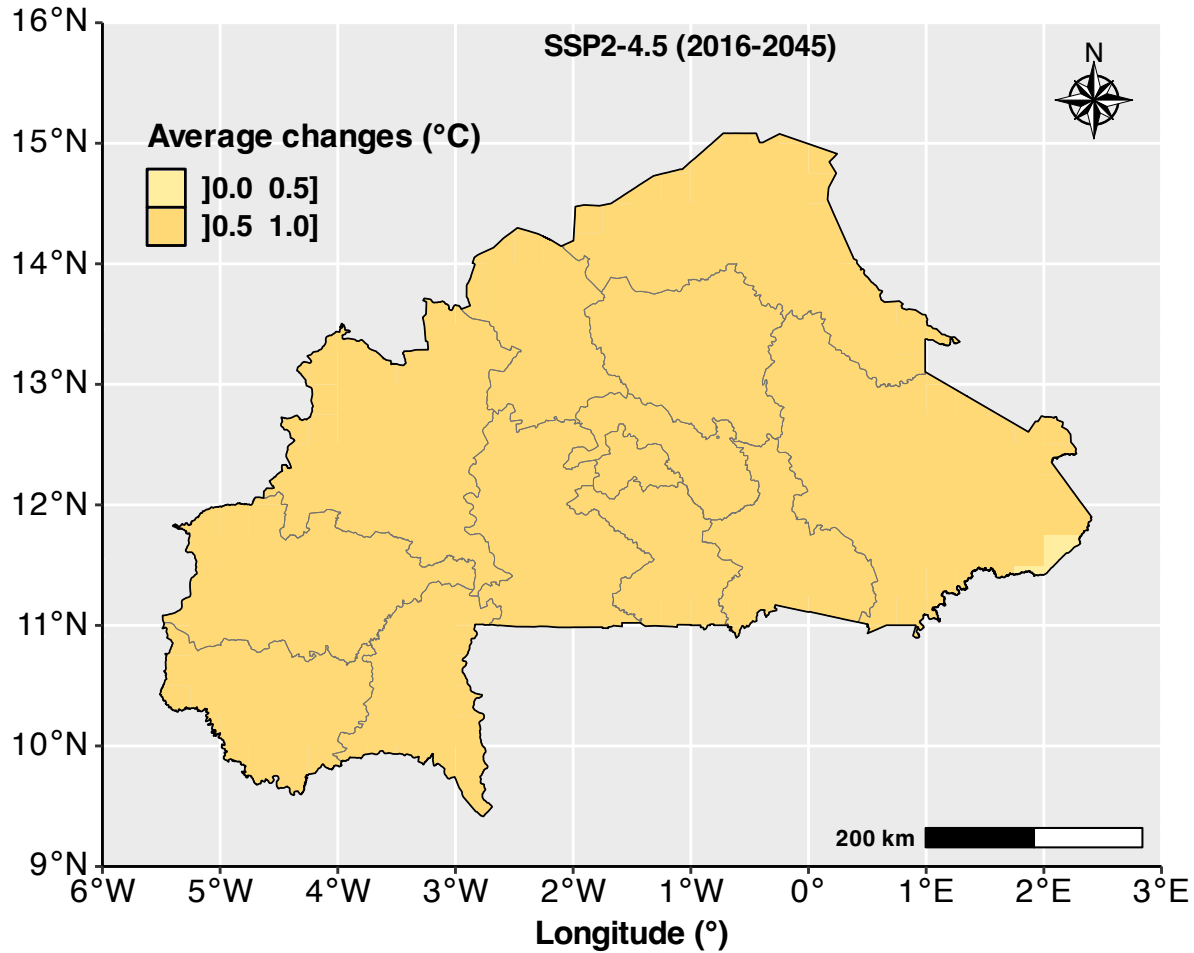 SSP2-4.5 (2016-2045)
N
Average changes (°C)
]0.0 0.5]
]0.5 1.0]
16°N
15°N
14°N
13°N
12°N
11°N
10°N
9°N
200 km
6°W 5°W 4°W 3°W 2°W 1°W 0° 1°E 2°E 3°E
Longitude (°)